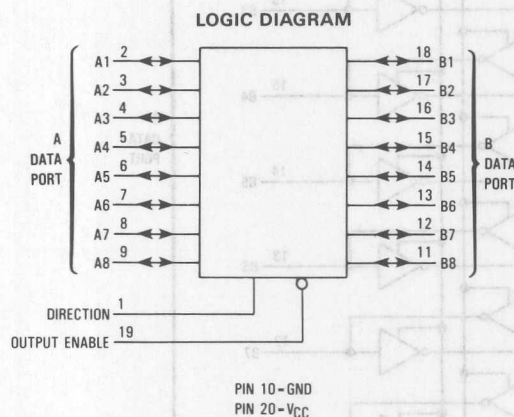 LOGIC DIAGRAM
A1 2
A2 3
A3 4
A4 5
A5 6
A6 7
A7 8
A8 9
A
DATA
PORT
18 B1
17 B2
16 B3
15 B4
14 B5
13 B6
12 B7
11 B8
B
DATA
PORT
DIRECTION 1
OUTPUT ENABLE 19
PIN 10=GND
PIN 20=VCC